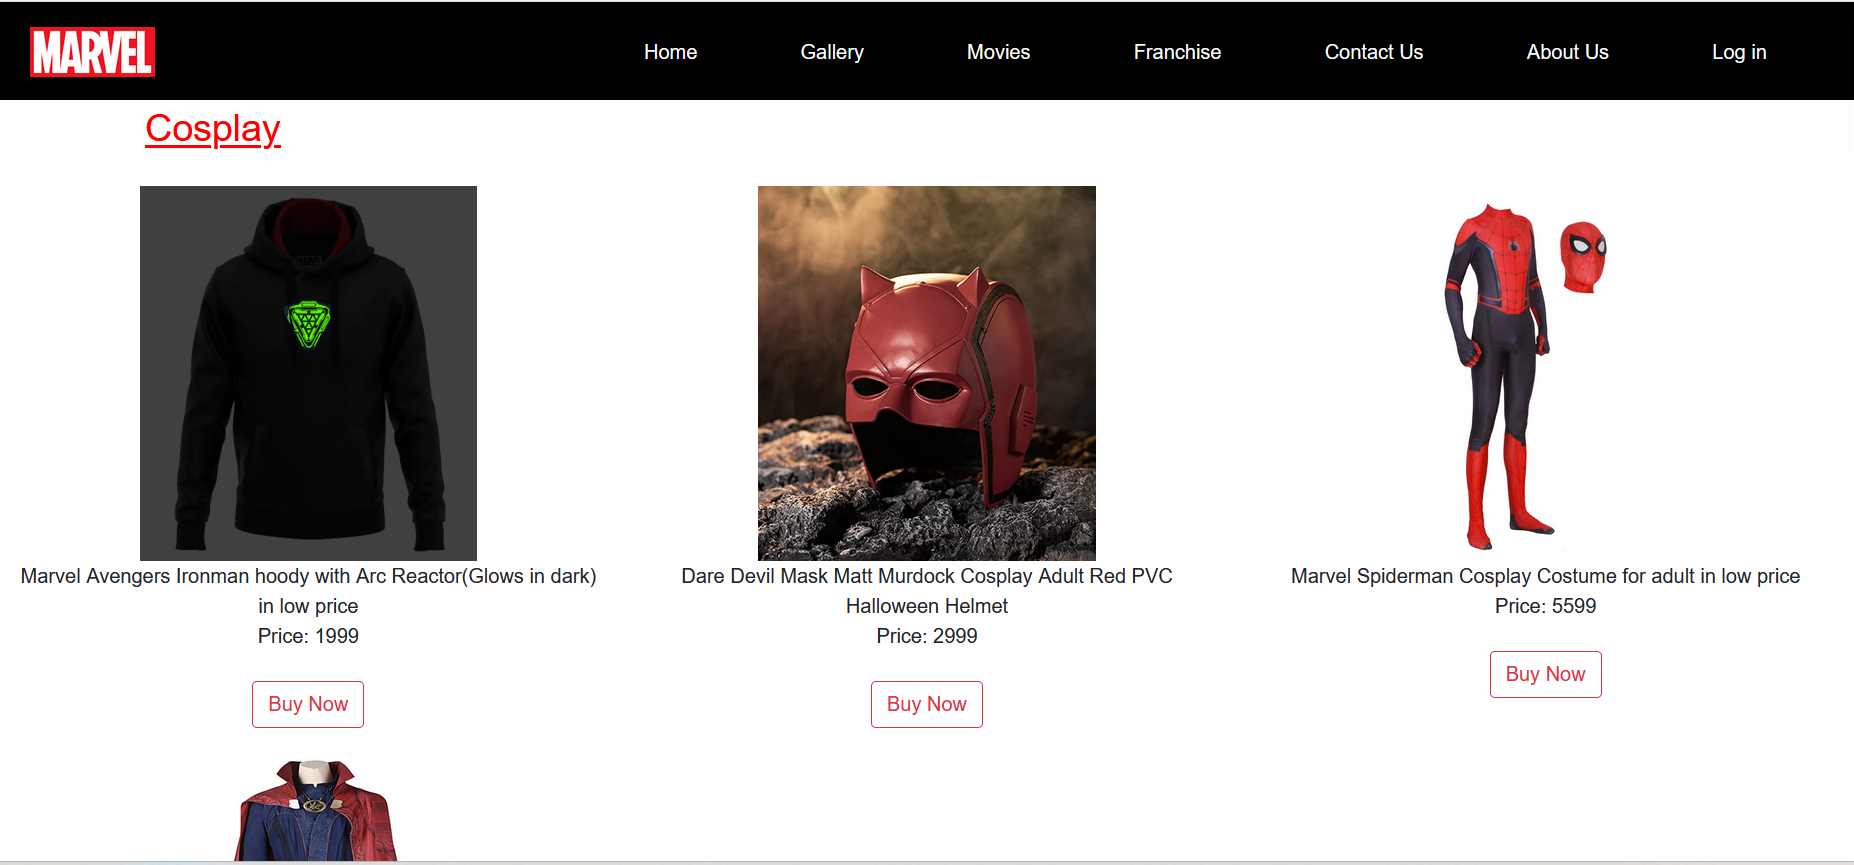 MARVEL
Home Gallery Movies Franchise Contact Us About Us Log in
Cosplay
Marvel Avengers Ironman hoody with Arc Reactor(Glows in dark)
in low price
Price: 1999
Buy Now
Dare Devil Mask Matt Murdock Cosplay Adult Red PVC
Halloween Helmet
Price: 2999
Buy Now
Marvel Spiderman Cosplay Costume for adult in low price
Price: 5599
Buy Now